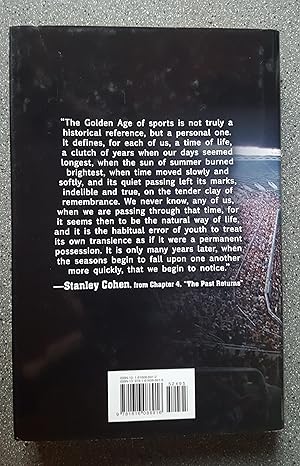 "The Golden Age of sports is not truly a
historical reference, but a personal one.
It defines, for each of us, a time of life,
a clutch of years when our days seemed
longest, when the sun of summer burned
brightest, when time moved slowly and
softly, and its quiet passing left its marks,
indelible and true, on the tender clay of
remembrance. We never know, any of us,
when we are passing through that time, for
it seems then to be the natural way of life,
and it is the habitual error of youth to treat
its own transience as if it were a permanent
possession. It is only many years later, when
the seasons begin to fall upon one another
more quickly, that we begin to notice."
—Stanley Cohen, from Chapter 4, "The Past Returns"